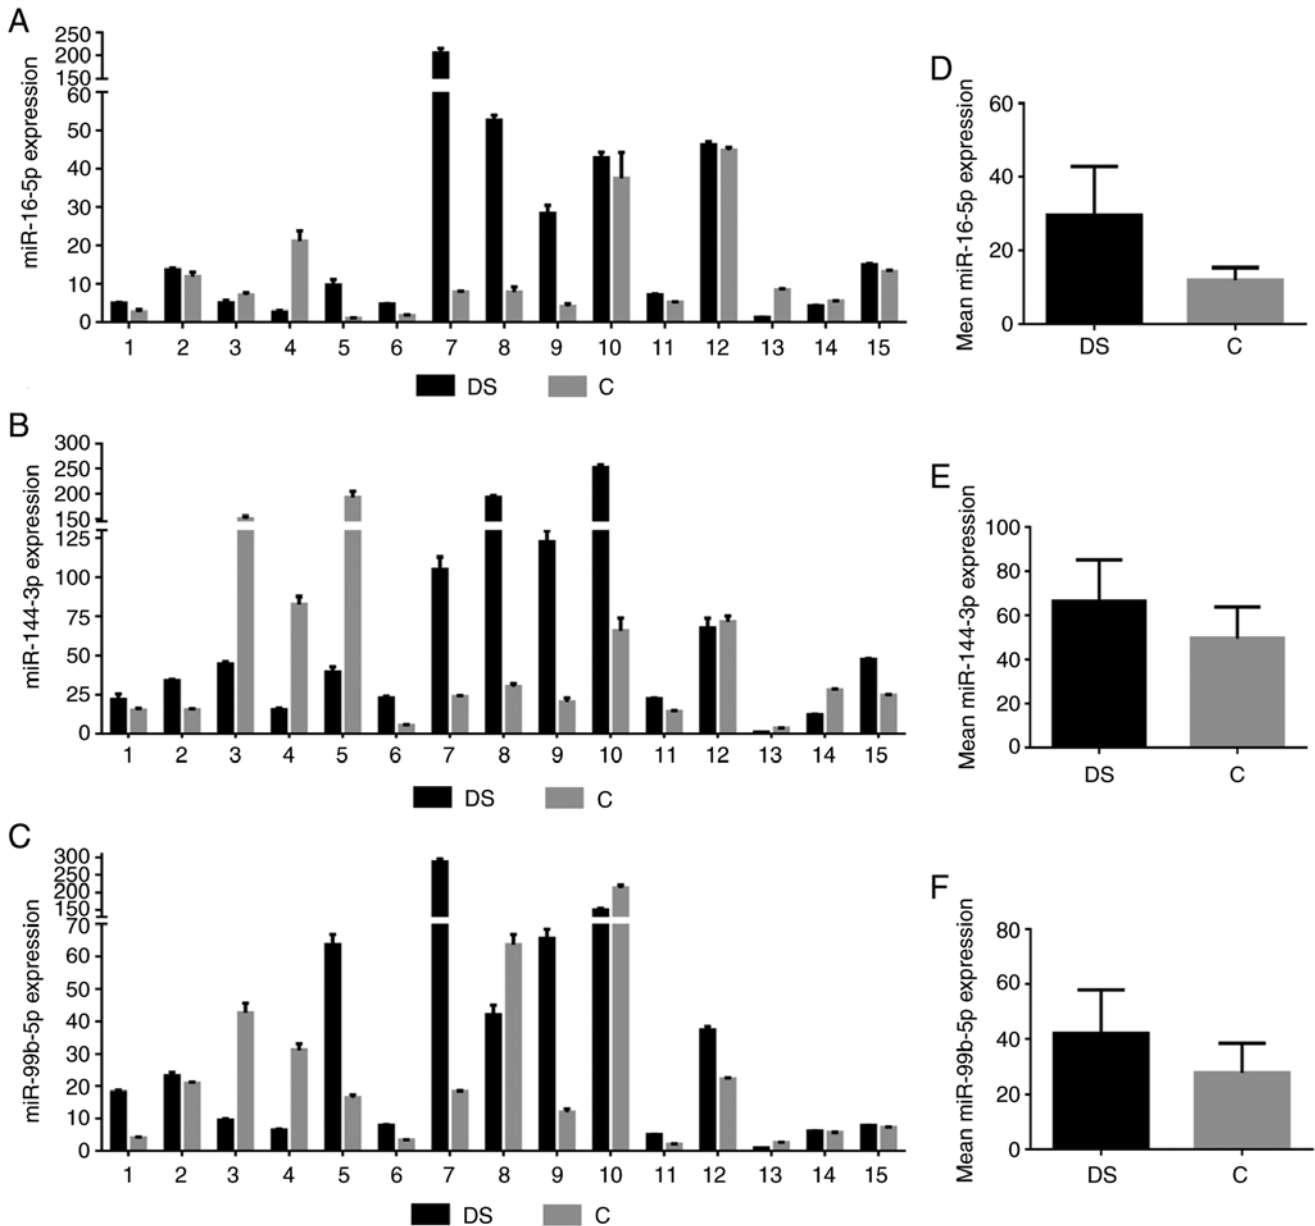 A
miR-16-5p expression
250
200
150
60
50
40
30
20
10
0
1 2 3 4 5 6 7 8 9 10 11 12 13 14 15
DS C
D
Mean miR-16-5p expression
60
40
20
0
DS C
B
miR-144-3p expression
300
250
200
150
125
100
75
50
25
0
1 2 3 4 5 6 7 8 9 10 11 12 13 14 15
DS C
E
Mean miR-144-3p expression
100
80
60
40
20
0
DS C
C
miR-99b-5p expression
300
250
200
150
70
60
50
40
30
20
10
0
1 2 3 4 5 6 7 8 9 10 11 12 13 14 15
DS C
F
Mean miR-99b-5p expression
80
60
40
20
0
DS C